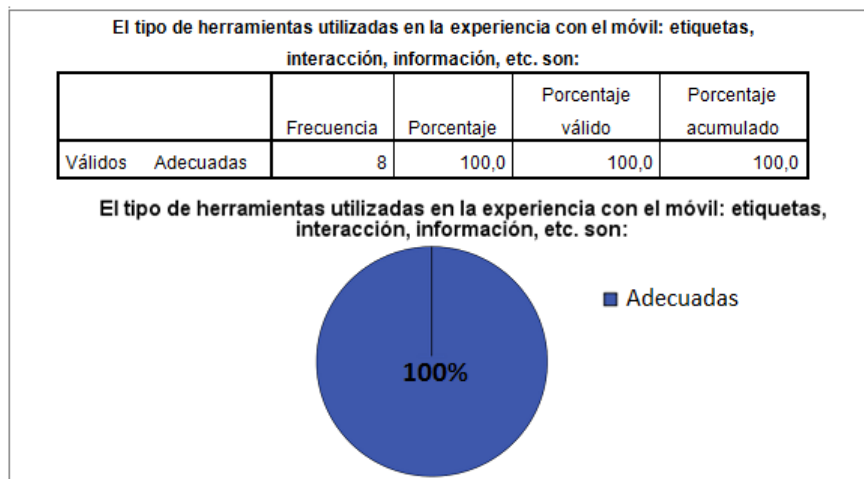 El tipo de herramientas utilizadas en la experiencia con el móvil: etiquetas,
interacción, información, etc. son:
Frecuencia Porcentaje Porcentaje válido Porcentaje acumulado
Válidos Adecuadas 8 100,0 100,0 100,0
El tipo de herramientas utilizadas en la experiencia con el móvil: etiquetas,
interacción, información, etc. son:
Adecuadas
100%